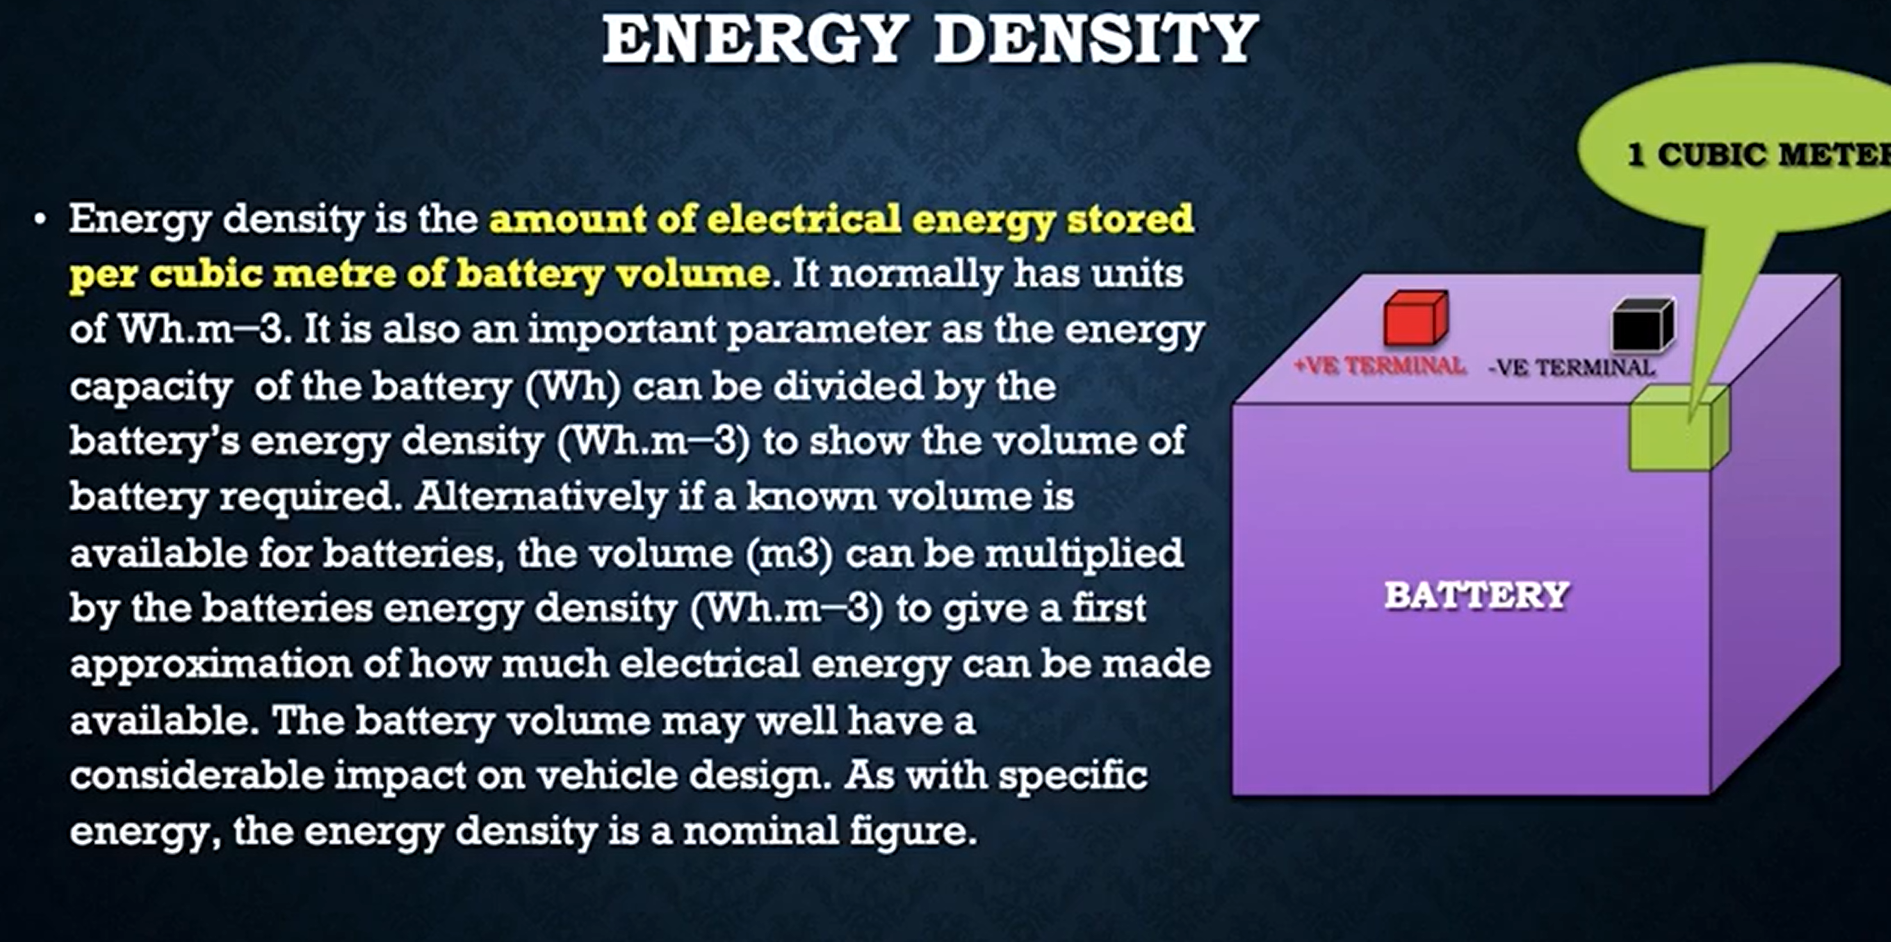 ENERGY DENSITY
1 CUBIC METER
• Energy density is the amount of electrical energy stored
per cubic metre of battery volume. It normally has units
of Wh.m–3. It is also an important parameter as the energy
capacity of the battery (Wh) can be divided by the
battery’s energy density (Wh.m–3) to show the volume of
battery required. Alternatively if a known volume is
available for batteries, the volume (m3) can be multiplied
by the batteries energy density (Wh.m–3) to give a first
approximation of how much electrical energy can be made
available. The battery volume may well have a
considerable impact on vehicle design. As with specific
energy, the energy density is a nominal figure.
+VE TERMINAL -VE TERMINAL
BATTERY